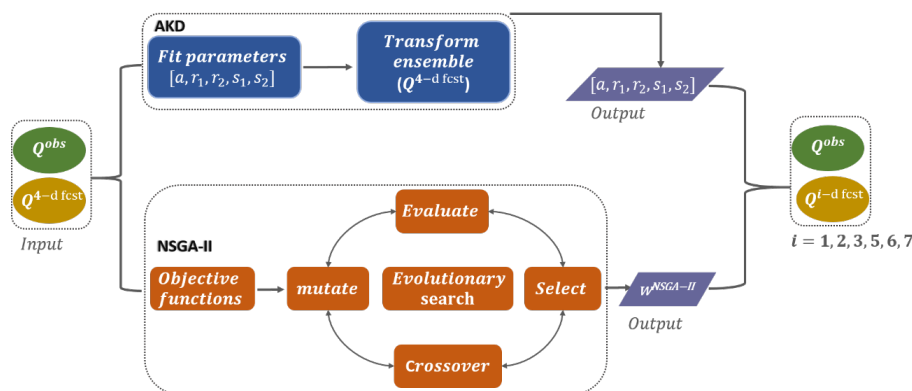 AKD
Fit parameters
[a, r₁, r₂, s₁, s₂]
Transform
ensemble
(Q⁴⁻ᵈ ᶠᶜˢᵗ)
[a, r₁, r₂, s₁, s₂]
Output
Qᵒᵇˢ
Q⁴⁻ᵈ ᶠᶜˢᵗ
Input
NSGA-II
Objective
functions
mutate
Evaluate
Evolutionary
search
Select
Crossover
W^NSGA−II
Output
Qᵒᵇˢ
Qⁱ⁻ᵈ ᶠᶜˢᵗ
i = 1, 2, 3, 5, 6, 7